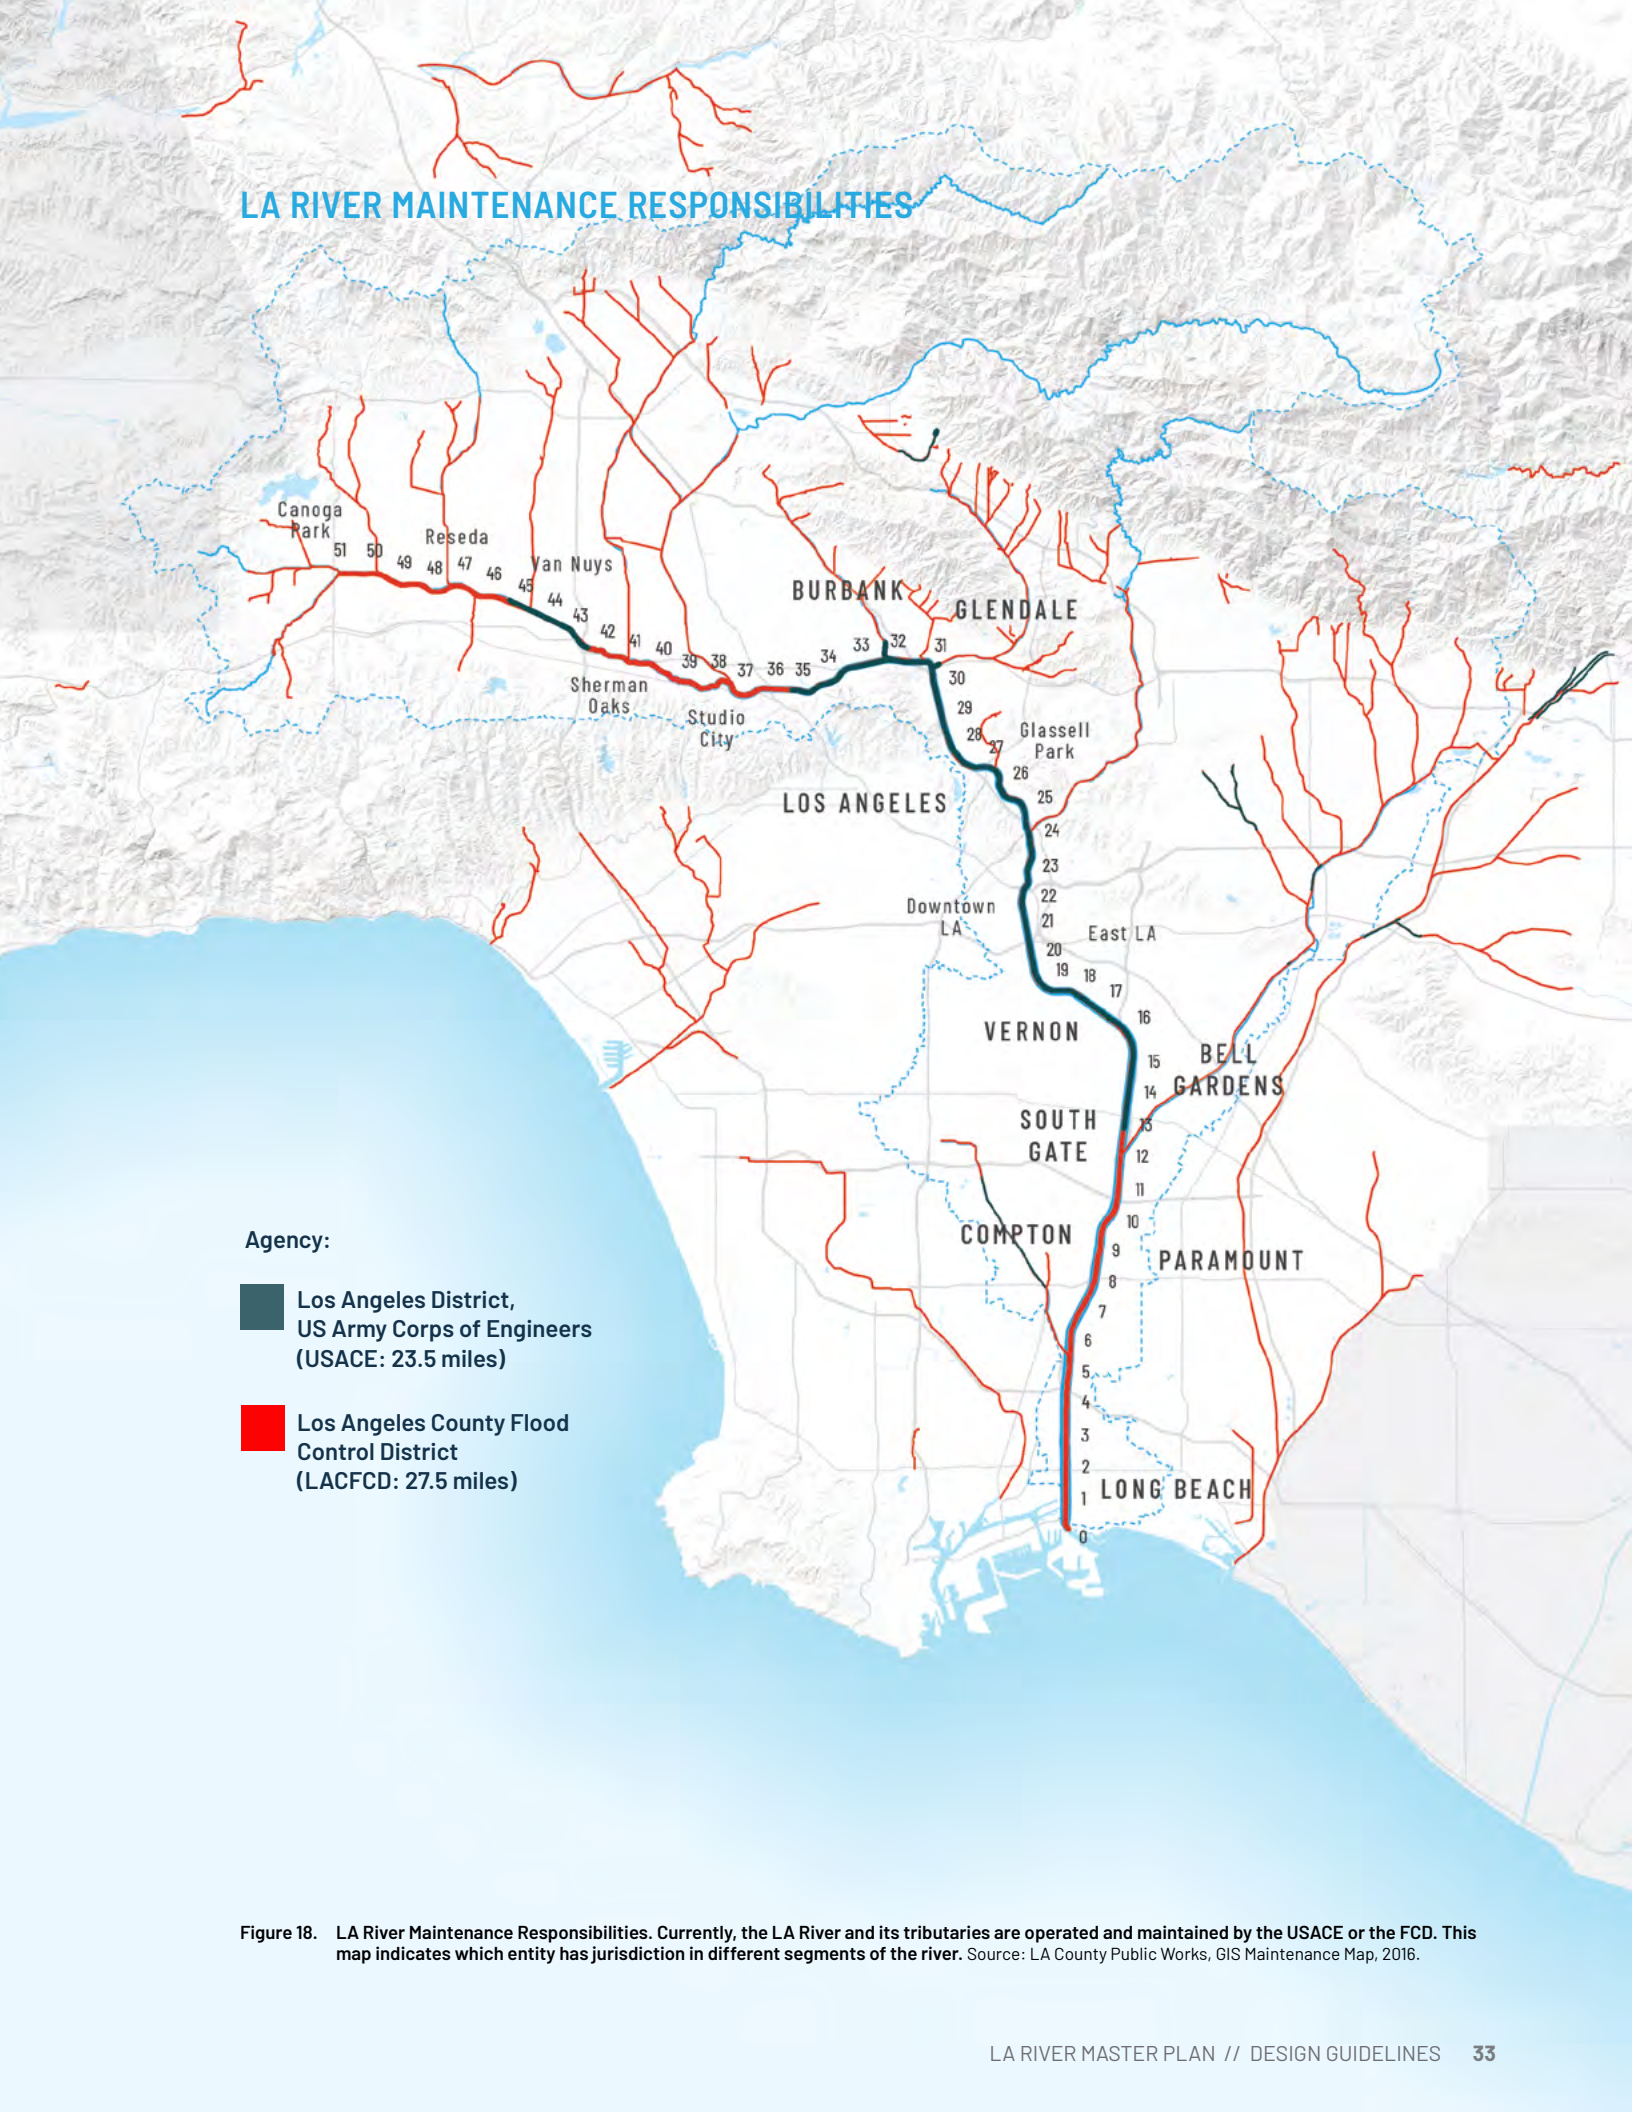 LA RIVER MAINTENANCE RESPONSIBILITIES
Canoga
Park
51
50
49
48
Reseda
47
46
45
Van Nuys
44
43
42
41
40
39
38
37
36
35
34
33
32
31
BURBANK
GLENDALE
Sherman
Oaks
Studio
City
30
29
28
27
Glassell
Park
26
25
LOS ANGELES
24
23
22
Downtown
LA
21
East LA
20
19
18
17
16
VERNON
15
BELL
GARDENS
14
13
SOUTH
GATE
12
11
10
COMPTON
9
PARAMOUNT
8
7
6
5
4
3
2
1
LONG BEACH
0
Agency:
Los Angeles District,
US Army Corps of Engineers
(USACE: 23.5 miles)
Los Angeles County Flood
Control District
(LACFCD: 27.5 miles)
Figure 18. LA River Maintenance Responsibilities. Currently, the LA River and its tributaries are operated and maintained by the USACE or the FCD. This
map indicates which entity has jurisdiction in different segments of the river. Source: LA County Public Works, GIS Maintenance Map, 2016.
LA RIVER MASTER PLAN // DESIGN GUIDELINES 33